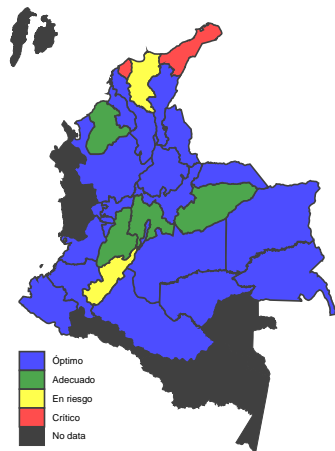 Óptimo
Adecuado
En riesgo
Crítico
No data